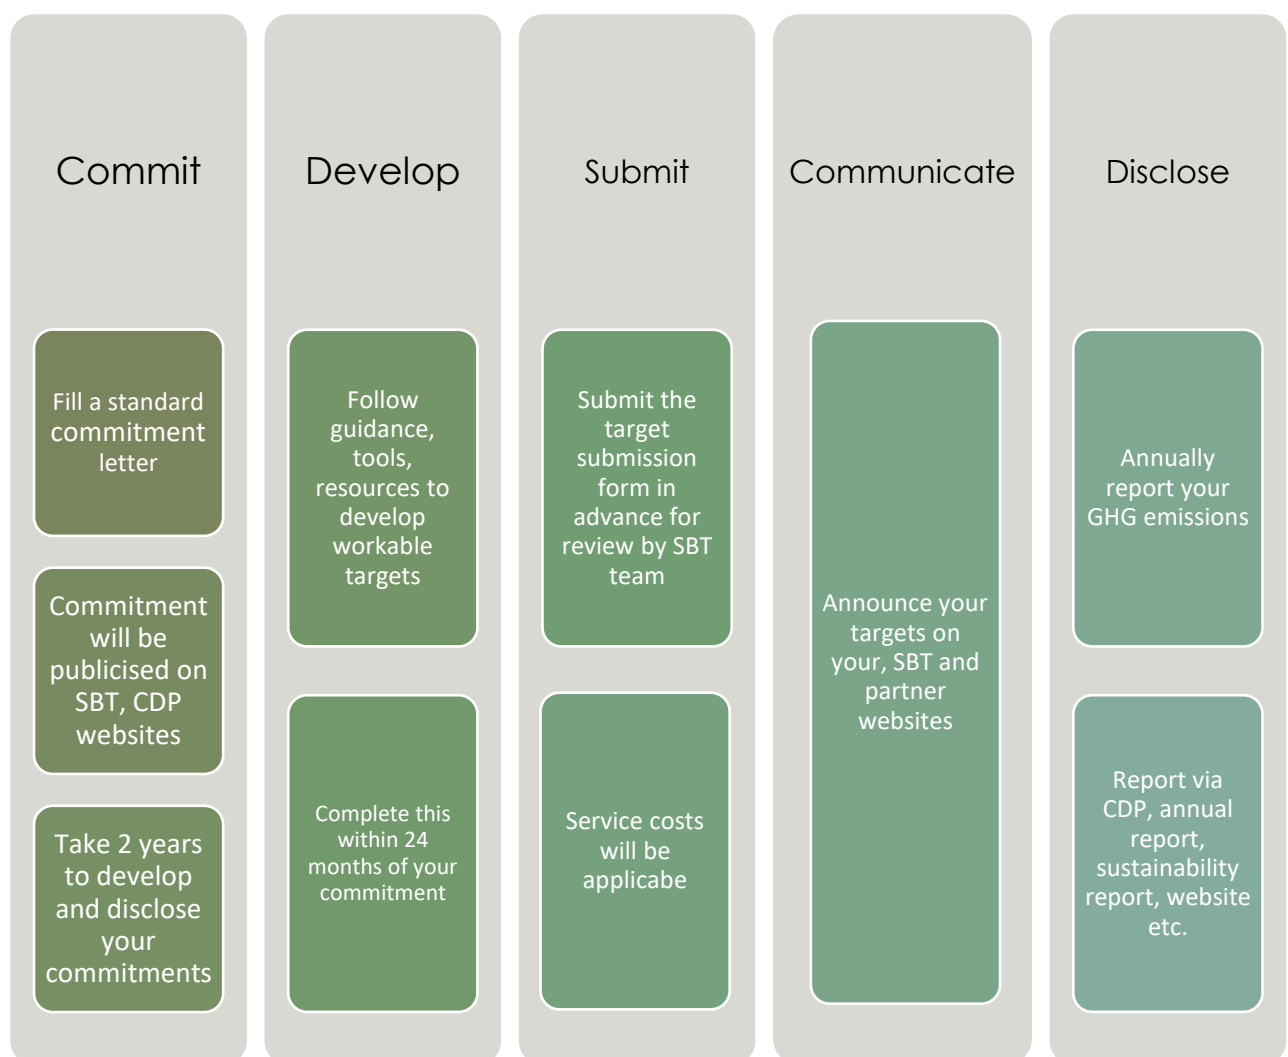 Commit
Fill a standard
commitment
letter
Commitment
will be
publicised on
SBT, CDP
websites
Take 2 years
to develop
and disclose
your
commitments
Develop
Follow
guidance,
tools,
resources to
develop
workable
targets
Complete this
within 24
months of your
commitment
Submit
Submit the
target
submission
form in
advance for
review by SBT
team
Service costs
will be
applicabe
Communicate
Announce your
targets on
your, SBT and
partner
websites
Disclose
Annually
report your
GHG emissions
Report via
CDP, annual
report,
sustainability
report, website
etc.